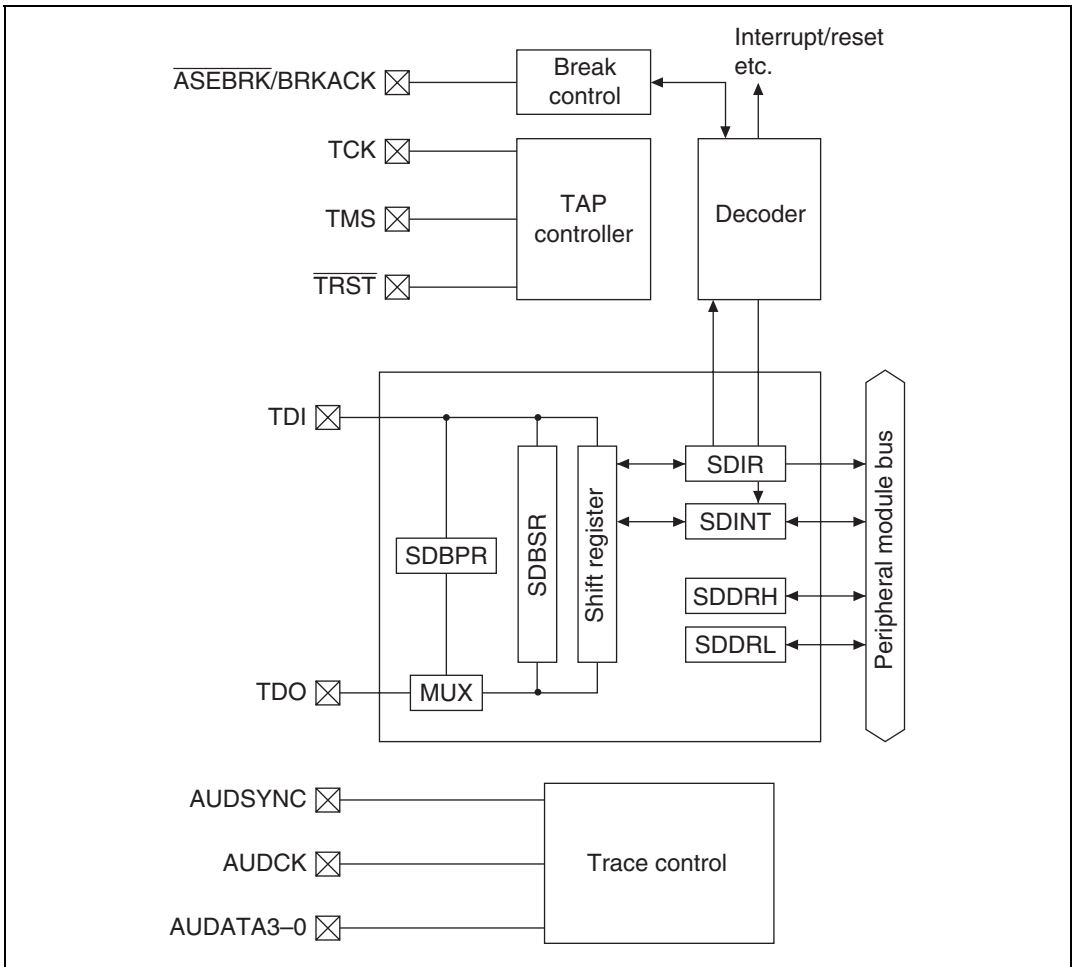 Interrupt/reset
etc.
ASEBRK/BRKACK
Break
control
TCK
TMS
TRST
TAP
controller
Decoder
TDI
SDBPR
SDBSR
Shift register
SDIR
SDINT
SDDRH
SDDRL
Peripheral module bus
TDO
MUX
AUDSYNC
AUDCK
AUDATA3–0
Trace control